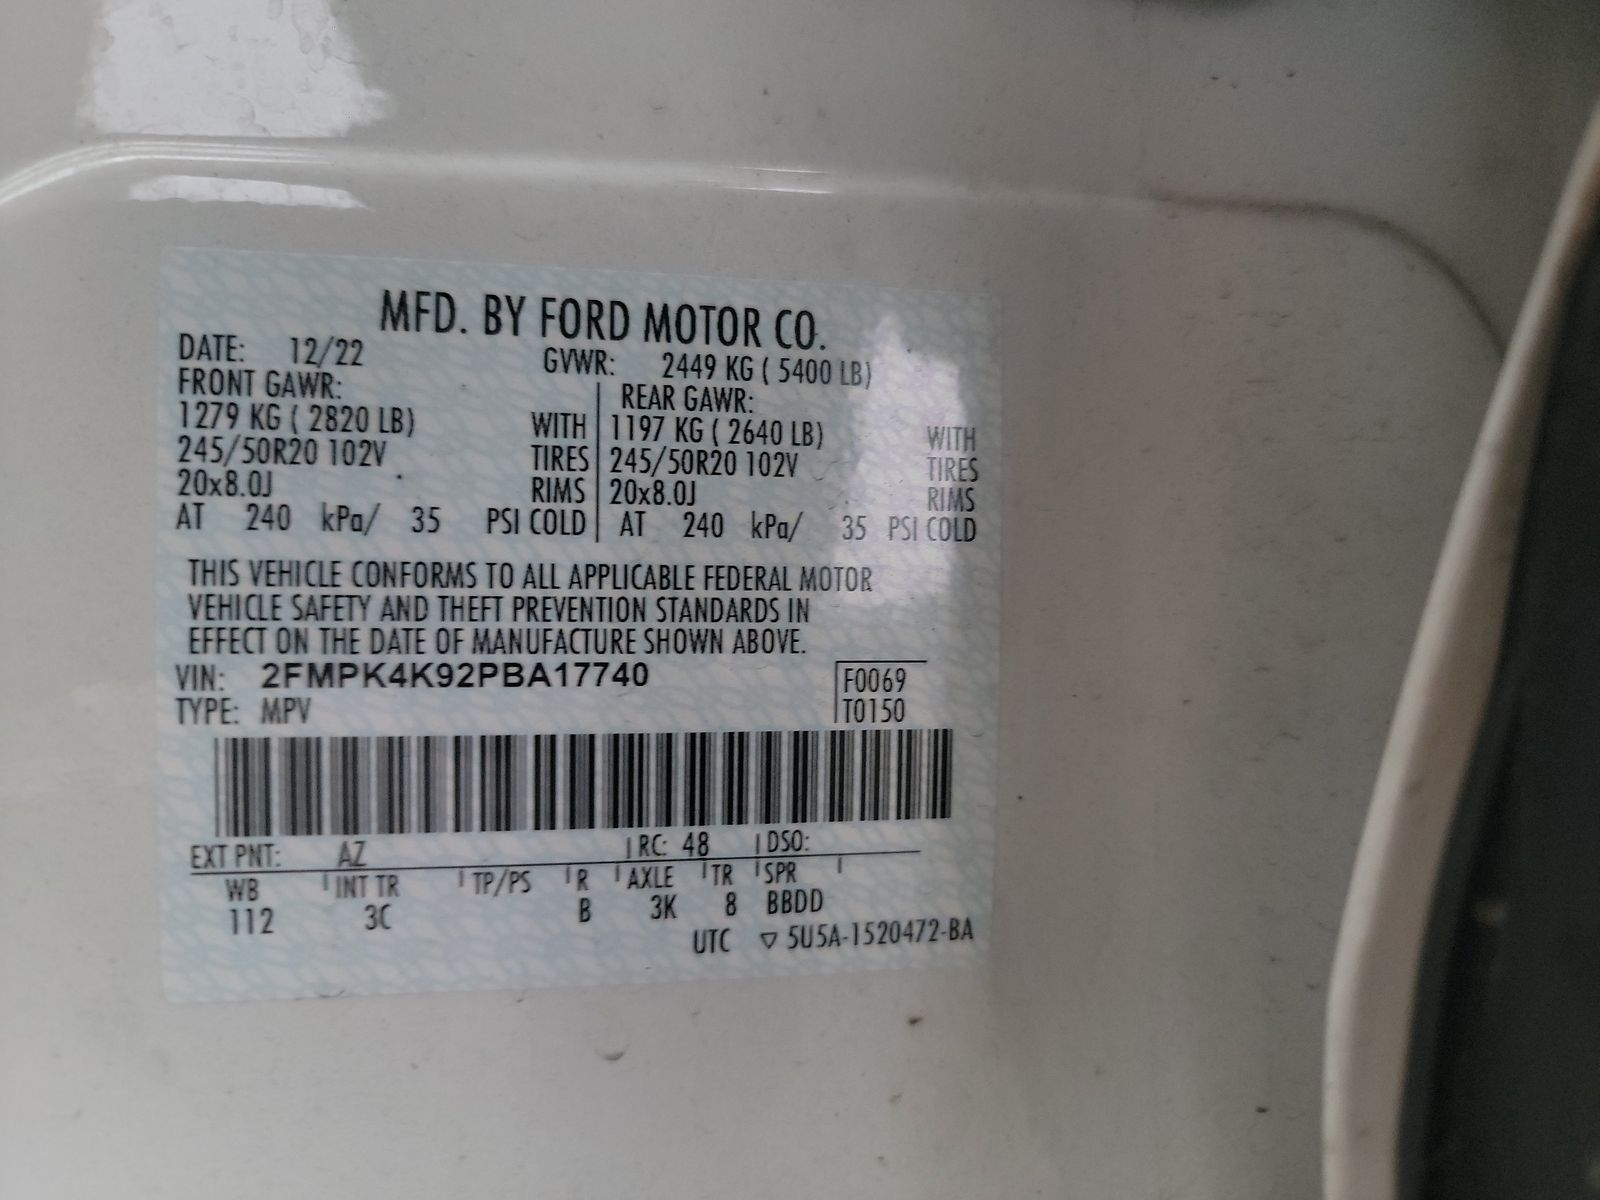 MFD. BY FORD MOTOR CO.
DATE: 12/22 GVWR: 2449 KG ( 5400 LB)
FRONT GAWR: REAR GAWR:
1279 KG ( 2820 LB) WITH 1197 KG ( 2640 LB) WITH
245/50R20 102V TIRES 245/50R20 102V TIRES
20x8.0J RIMS 20x8.0J RIMS
AT 240 kPa/ 35 PSI COLD AT 240 kPa/ 35 PSI COLD
THIS VEHICLE CONFORMS TO ALL APPLICABLE FEDERAL MOTOR
VEHICLE SAFETY AND THEFT PREVENTION STANDARDS IN
EFFECT ON THE DATE OF MANUFACTURE SHOWN ABOVE.
VIN: 2FMPK4K92PBA17740 F0069
TYPE: MPV T0150
EXT PNT: AZ RC: 48 DSO:
WB INT TR TP/PS R AXLE TR SPR
112 3C B 3K 8 BBDD
UTC ▽ 5U5A-1520472-BA